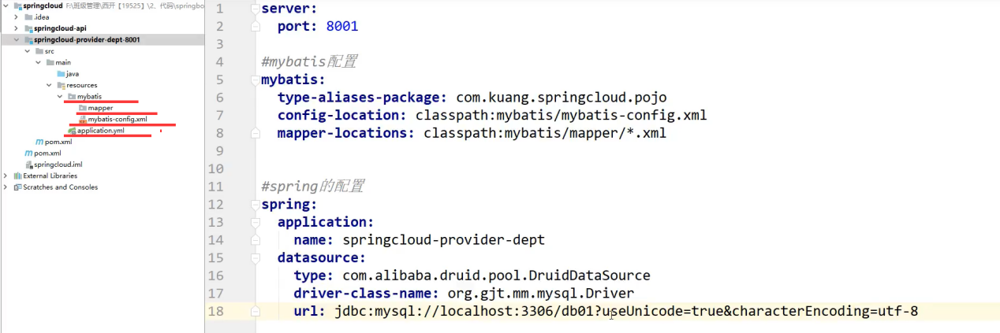 springcloud F:\班级管理\西开【19525】\2、代码\springbo
.idea
springcloud-api
springcloud-provider-dept-8001
src
main
java
resources
mybatis
mapper
mybatis-config.xml
application.yml
pom.xml
pom.xml
springcloud.iml
External Libraries
Scratches and Consoles
1 server:
2 port: 8001
3
4 #mybatis配置
5 mybatis:
6 type-aliases-package: com.kuang.springcloud.pojo
7 config-location: classpath:mybatis/mybatis-config.xml
8 mapper-locations: classpath:mybatis/mapper/*.xml
9
10
11 #spring的配置
12 spring:
13 application:
14 name: springcloud-provider-dept
15 datasource:
16 type: com.alibaba.druid.pool.DruidDataSource
17 driver-class-name: org.gjt.mm.mysql.Driver
18 url: jdbc:mysql://localhost:3306/db01?useUnicode=true&characterEncoding=utf-8